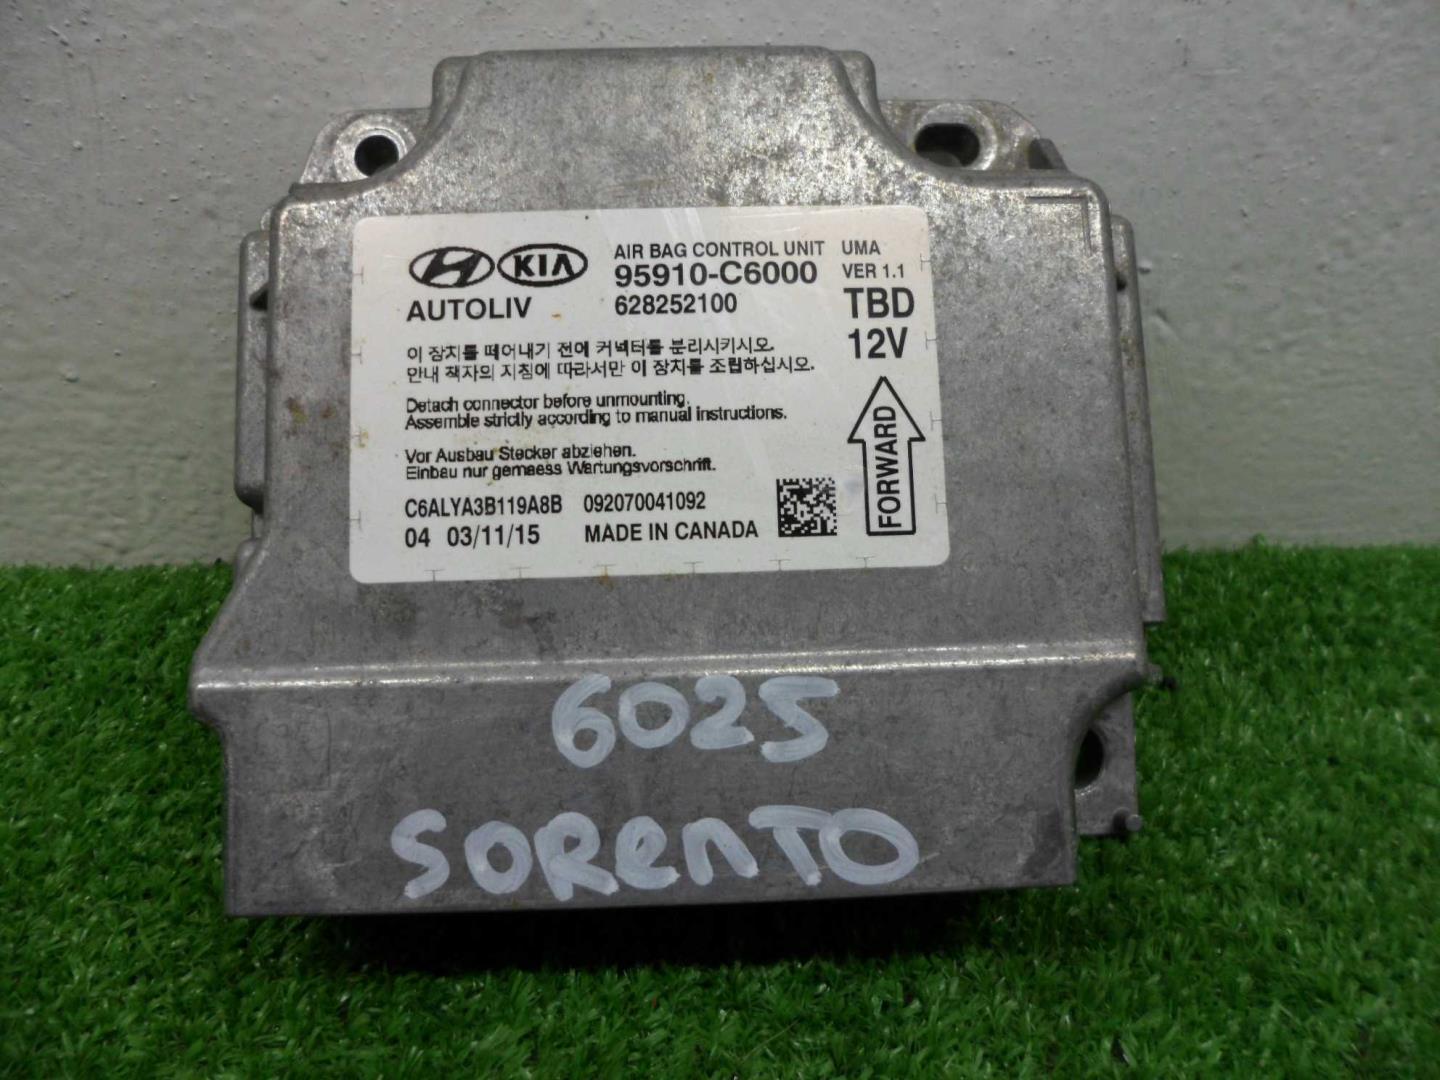 KIA
AUTOLIV
AIR BAG CONTROL UNIT UMA
95910-C6000 VER 1.1
628252100 TBD
12V
이 장치를 떼어내기 전에 커넥터를 분리시키시오.
안내 책자의 지침에 따라서만 이 장치를 조립하십시오.
Detach connector before unmounting.
Assemble strictly according to manual instructions.
Vor Ausbau Stecker abziehen.
Einbau nur gemaess Wartungsvorschrift.
FORWARD
C6ALYA3B119A8B 092070041092
04 03/11/15 MADE IN CANADA
6025
SORENTO